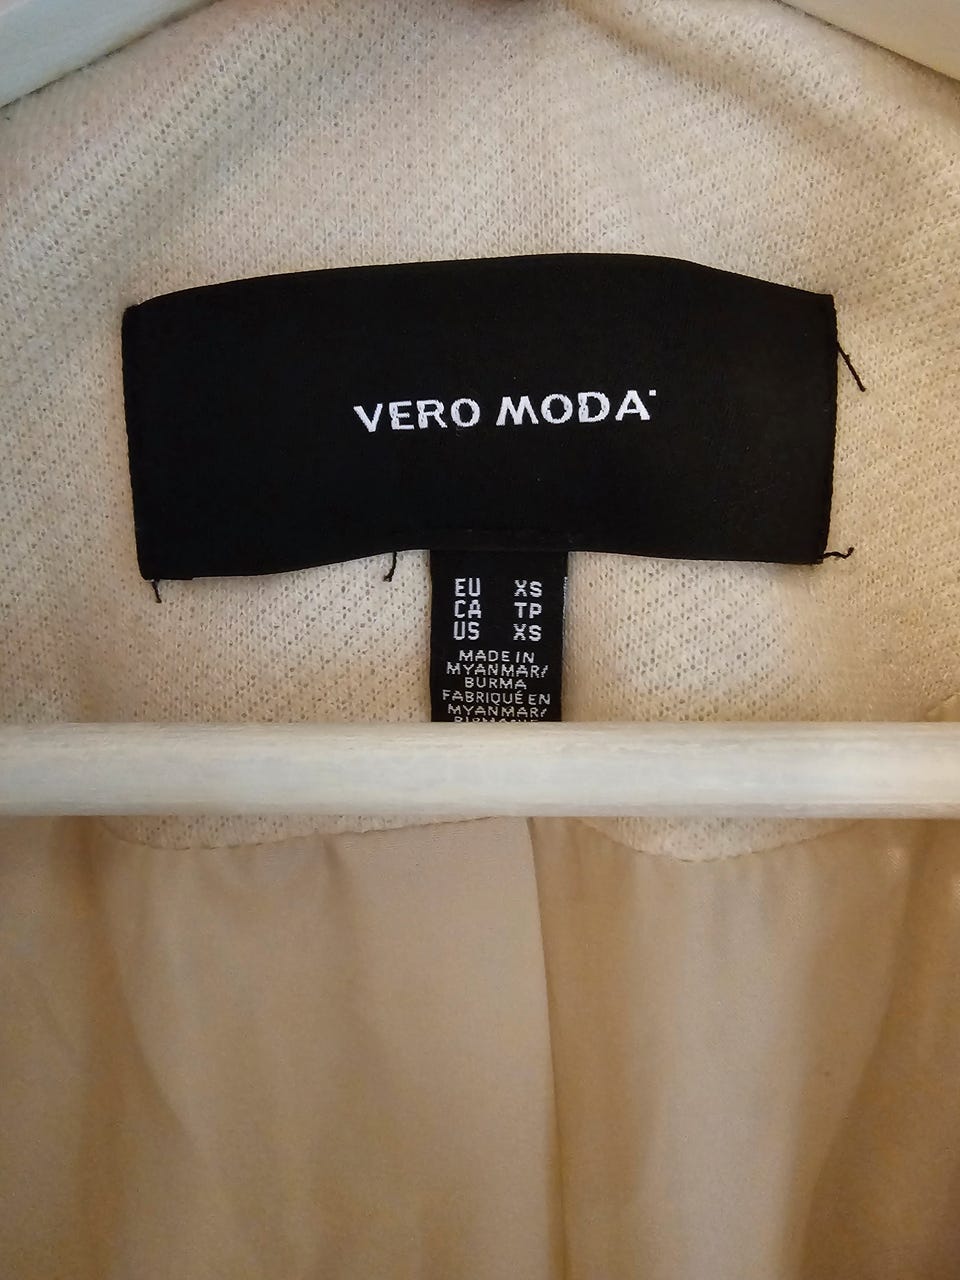 VERO MODA
EU XS
CA TP
US XS
MADE IN
MYANMAR/
BURMA
FABRIQUÉ EN
MYANMAR/